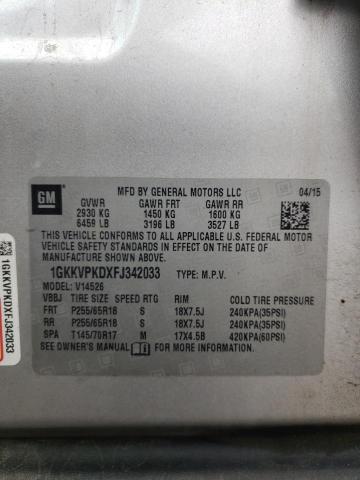 GM
MFD BY GENERAL MOTORS LLC
04/15
GVWR GAWR FRT GAWR RR
2930 KG 1450 KG 1600 KG
6459 LB 3196 LB 3527 LB
THIS VEHICLE CONFORMS TO ALL APPLICABLE U.S. FEDERAL
MOTOR VEHICLE SAFETY STANDARDS IN EFFECT ON THE DATE OF
MANUFACTURE SHOWN ABOVE.
1GKKVPKDXFJ342033 TYPE: M.P.V.
MODEL: V14526
VBBJ TIRE SIZE SPEED RTG RIM COLD TIRE PRESSURE
FRT P255/65R18 S 18X7.5J 240KPA(35PSI)
RR P255/65R18 S 18X7.5J 240KPA(35PSI)
SPA T145/70R17 M 17X4.5B 420KPA(60PSI)
SEE OWNER'S MANUAL FOR MORE INFORMATION
1GKKVPKDXFJ342033